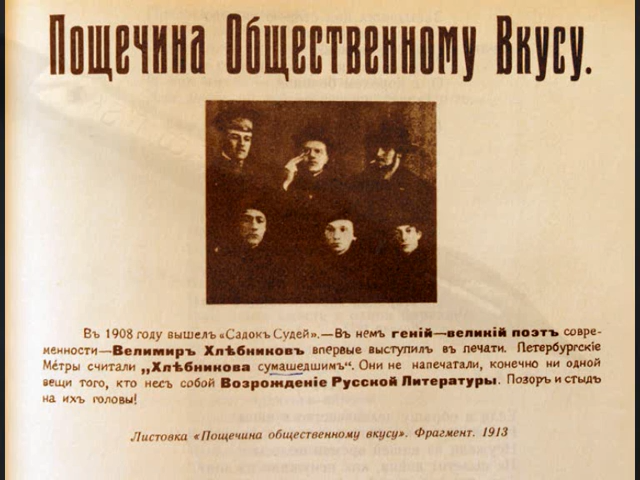 Пощечина Общественному Вкусу.
Въ 1908 году вышелъ «Садокъ Судей».—Въ немъ геній—великій поэтъ совре-
менности—Велимиръ Хлѣбниковъ впервые выступилъ въ печати. Петербургскіе
Мéтры считали „Хлѣбникова сумашедшимъ“. Они не напечатали, конечно ни одной
вещи того, кто несъ собой Возрожденіе Русской Литературы. Позоръ и стыдъ
на ихъ головы!
Листовка «Пощечина общественному вкусу». Фрагмент. 1913